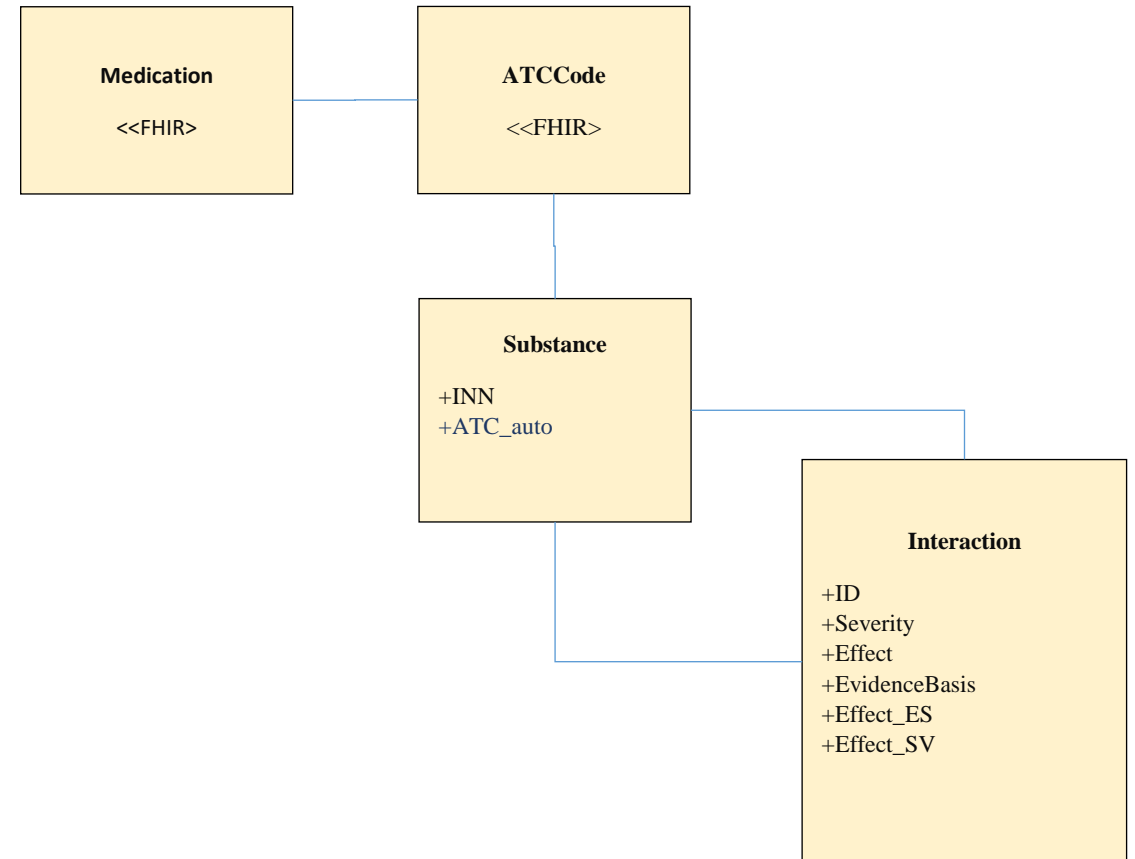 Medication
<<FHIR>
ATCCode
<<FHIR>
Substance
+INN
+ATC_auto
Interaction
+ID
+Severity
+Effect
+EvidenceBasis
+Effect_ES
+Effect_SV